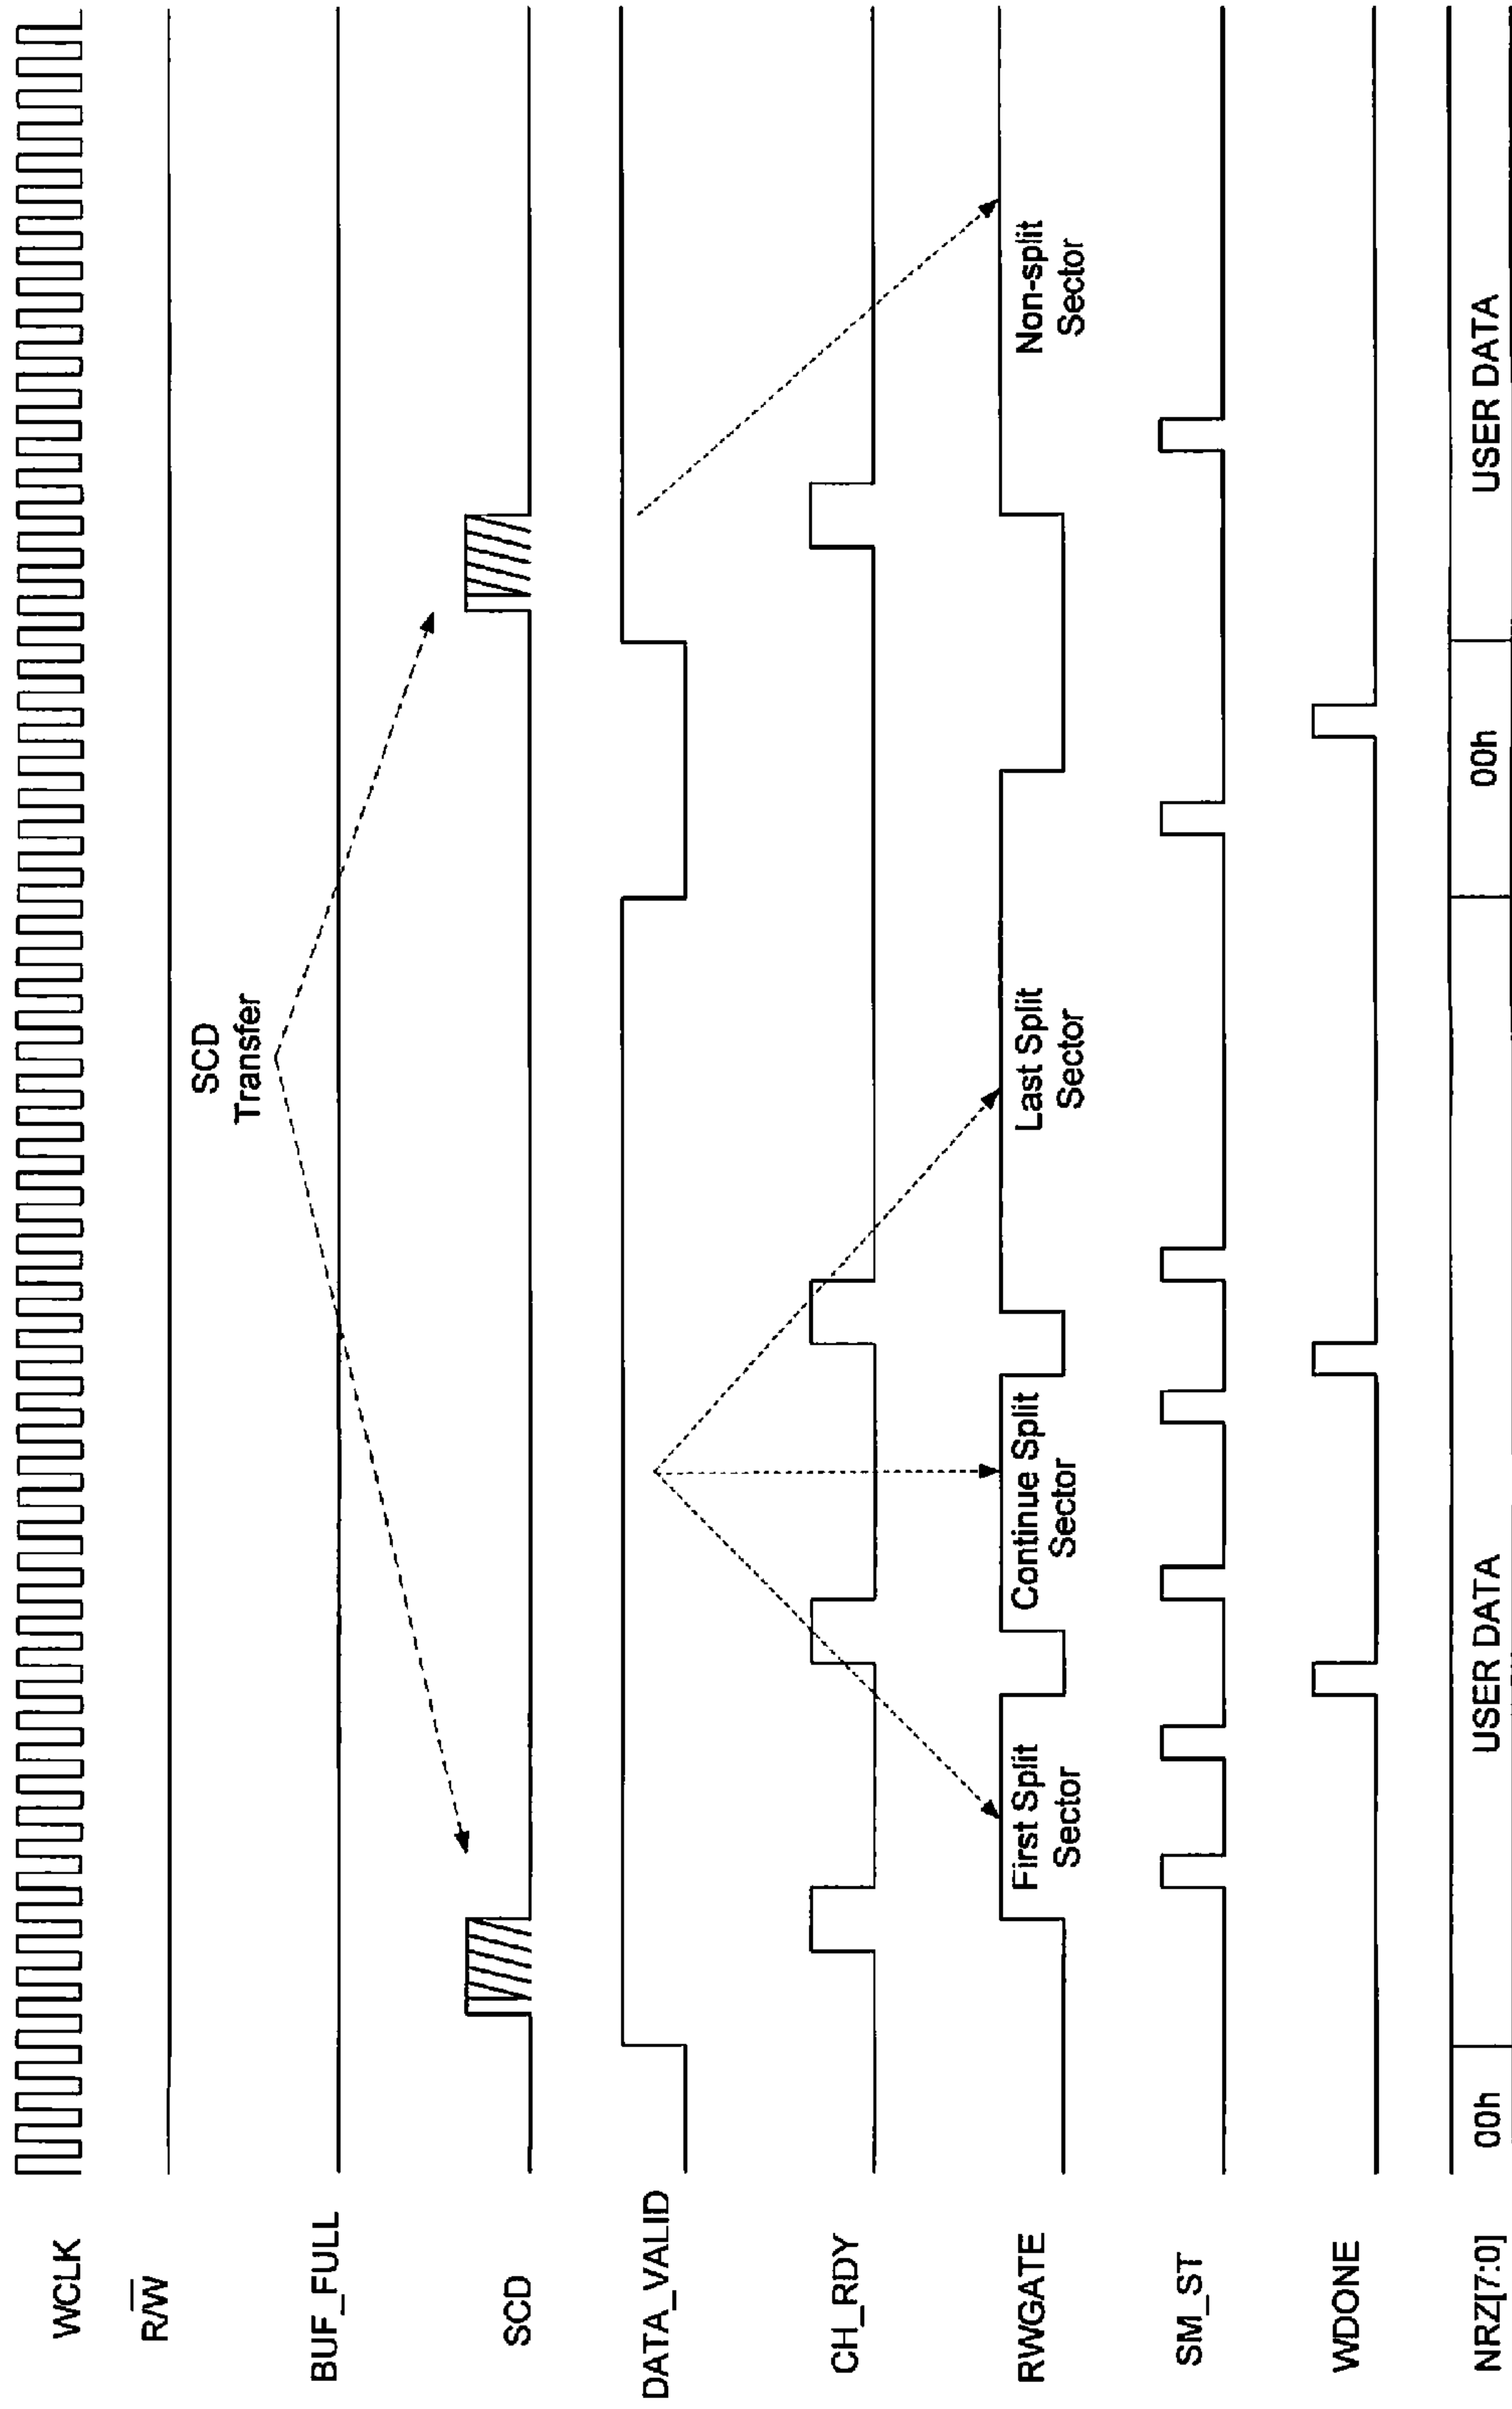 WCLK
R/W̅
SCD
Transfer
BUF_FULL
SCD
DATA_VALID
CH_RDY
RWGATE
First Split
Sector
Continue Split
Sector
Last Split
Sector
Non-split
Sector
SM_ST
WDONE
NRZ[7:0]
00h
USER DATA
00h
USER DATA